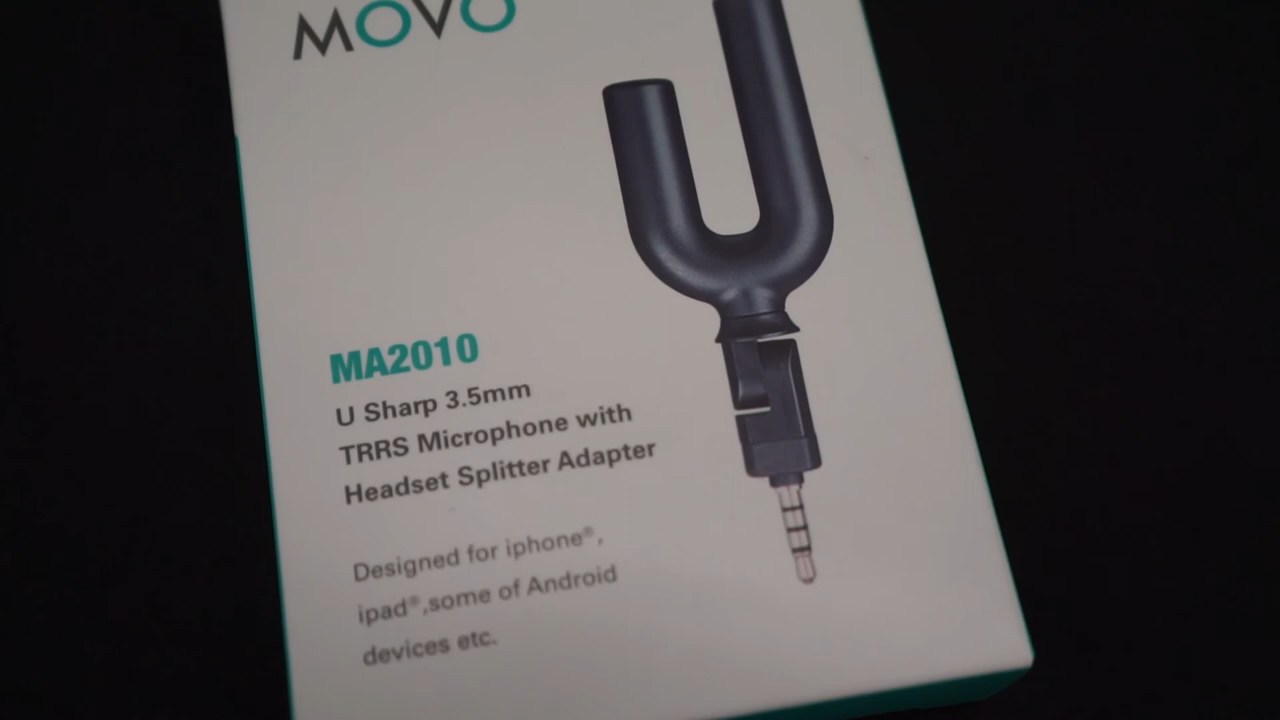 MOVO
MA2010
U Sharp 3.5mm
TRRS Microphone with
Headset Splitter Adapter
Designed for iphone®,
ipad®,some of Android
devices etc.